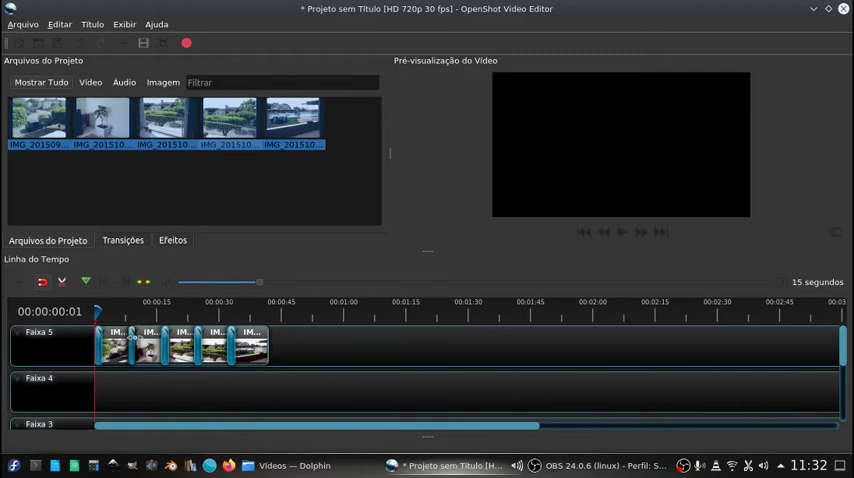 * Projeto sem Título [HD 720p 30 fps] - OpenShot Video Editor
Arquivo Editar Título Exibir Ajuda
Arquivos do Projeto
Pré-visualização do Vídeo
Mostrar Tudo Vídeo Áudio Imagem Filtrar
IMG_201509... IMG_201510... IMG_201510... IMG_201510... IMG_201510...
Arquivos do Projeto Transições Efeitos
Linha do Tempo
15 segundos
00:00:00:01
00:00:15 00:00:30 00:00:45 00:01:00 00:01:15 00:01:30 00:01:45 00:02:00 00:02:15 00:02:30 00:02:45 00:03
Faixa 5
IM... IM... IM... IM... IM...
Faixa 4
Faixa 3
Vídeos — Dolphin
* Projeto sem Título [H...
OBS 24.0.6 (linux) - Perfil: S...
11:32